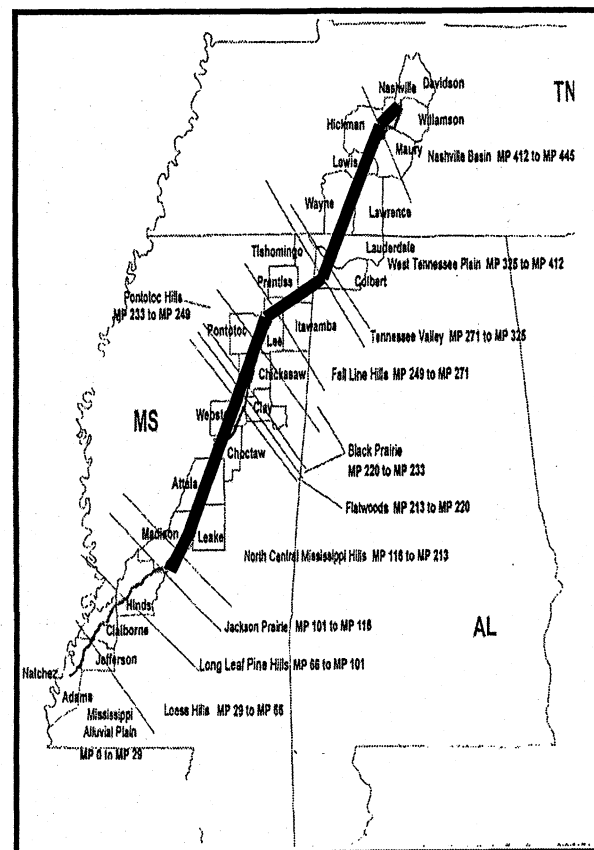 Davidson
Nashville
TN
Williamson
Hickman
Maury
Lewis
Nashville Basin MP 412 to MP 445
Wayne
Lawrence
Lauderdale
Tishomingo
West Tennessee Plain MP 325 to MP 412
Colbert
Prentiss
Pontotoc Hills
MP 233 to MP 249
Itawamba
Pontotoc
Lee
Tennessee Valley MP 271 to MP 325
Chickasaw
Fall Line Hills MP 249 to MP 271
MS
Webster
Clay
Black Prairie
MP 220 to MP 233
Choctaw
Attala
Flatwoods MP 213 to MP 220
Madison
Leake
North Central Mississippi Hills MP 116 to MP 213
Hinds
Jackson Prairie MP 101 to MP 116
AL
Claiborne
Long Leaf Pine Hills MP 66 to MP 101
Jefferson
Natchez
Adams
Loess Hills MP 29 to MP 66
Mississippi
Alluvial Plain
MP 0 to MP 29